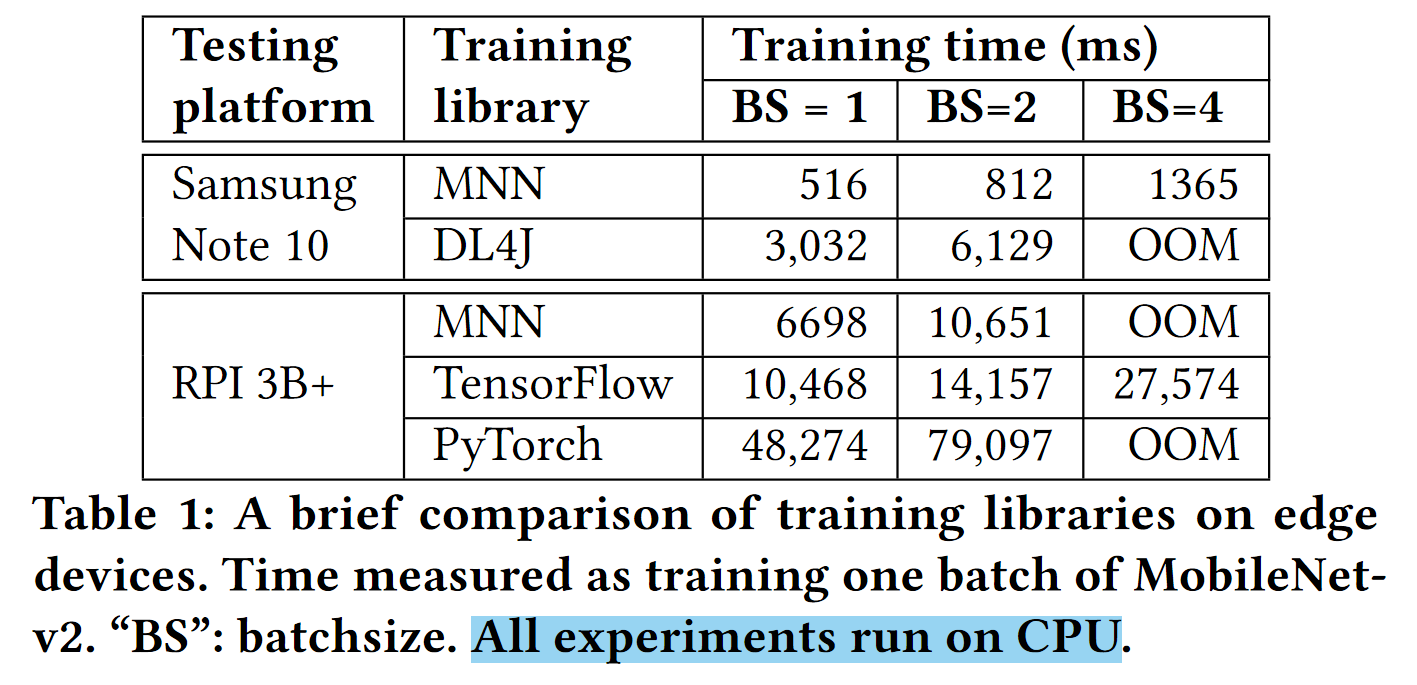 Testing platform Training library Training time (ms)
BS = 1 BS=2 BS=4
Samsung Note 10 MNN 516 812 1365
DL4J 3,032 6,129 OOM
RPI 3B+ MNN 6698 10,651 OOM
TensorFlow 10,468 14,157 27,574
PyTorch 48,274 79,097 OOM
Table 1: A brief comparison of training libraries on edge
devices. Time measured as training one batch of MobileNet-
v2. “BS”: batchsize. All experiments run on CPU.